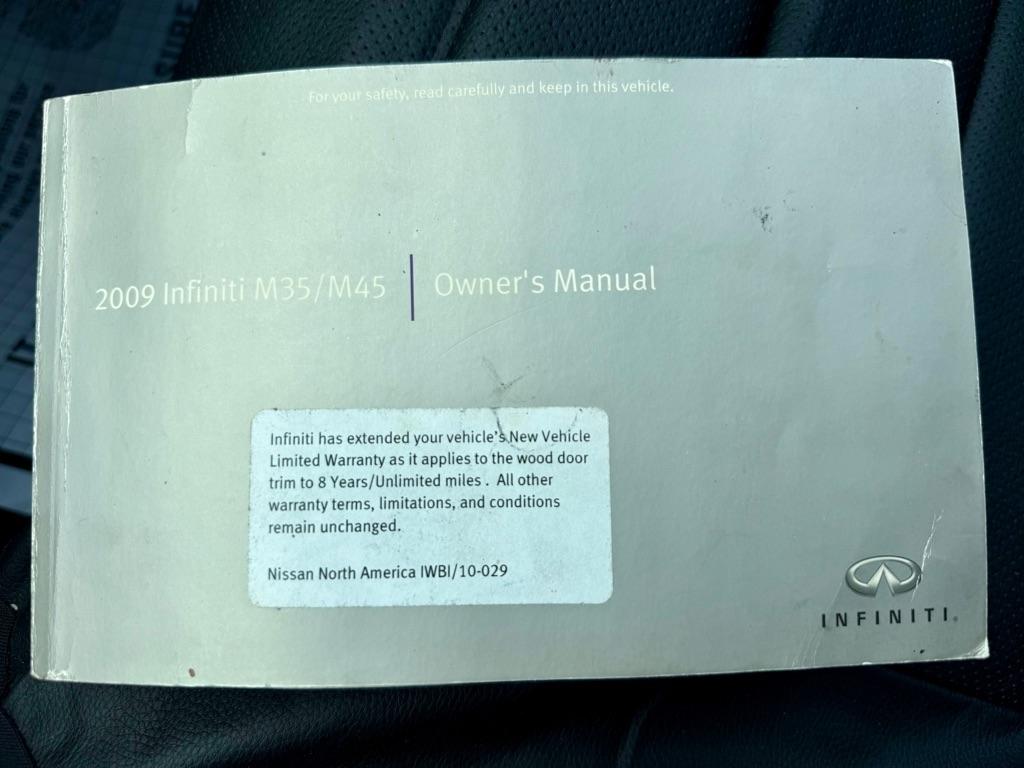 For your safety, read carefully and keep in this vehicle.
2009 Infiniti M35/M45 | Owner's Manual
Infiniti has extended your vehicle's New Vehicle
Limited Warranty as it applies to the wood door
trim to 8 Years/Unlimited miles . All other
warranty terms, limitations, and conditions
remain unchanged.
Nissan North America IWBI/10-029
INFINITI®